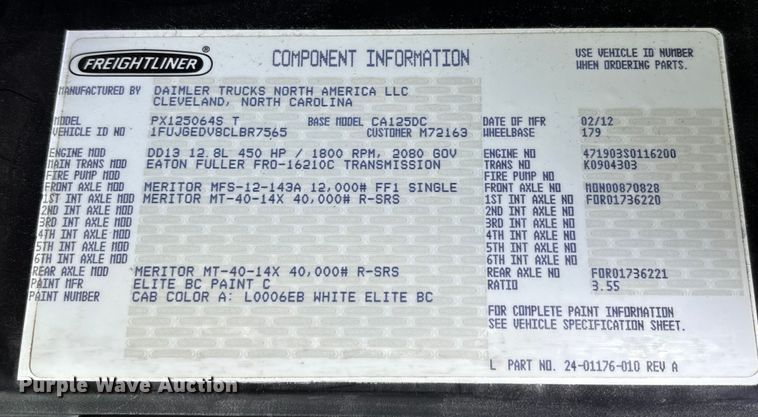 FREIGHTLINER®
COMPONENT INFORMATION
USE VEHICLE ID NUMBER
WHEN ORDERING PARTS.
MANUFACTURED BY DAIMLER TRUCKS NORTH AMERICA LLC
CLEVELAND, NORTH CAROLINA
MODEL PX125064S T BASE MODEL CA125DC DATE OF MFR 02/12
VEHICLE ID NO 1FUJGEDV8CLBR7565 CUSTOMER M72163 WHEELBASE 179
ENGINE MOD DD13 12.8L 450 HP / 1800 RPM, 2080 GOV ENGINE NO 471903S0116200
MAIN TRANS MOD EATON FULLER FRO-16210C TRANSMISSION TRANS NO K0904303
FIRE PUMP MOD FIRE PUMP NO
FRONT AXLE MOD MERITOR MFS-12-143A 12,000# FF1 SINGLE FRONT AXLE NO MON00870828
1ST INT AXLE MOD MERITOR MT-40-14X 40,000# R-SRS 1ST INT AXLE NO FOR01736220
2ND INT AXLE MOD 2ND INT AXLE NO
3RD INT AXLE MOD 3RD INT AXLE NO
4TH INT AXLE MOD 4TH INT AXLE NO
5TH INT AXLE MOD 5TH INT AXLE NO
6TH INT AXLE MOD 6TH INT AXLE NO
REAR AXLE MOD MERITOR MT-40-14X 40,000# R-SRS REAR AXLE NO FOR01736221
PAINT MFR ELITE BC PAINT C RATIO 3.55
PAINT NUMBER CAB COLOR A: L0006EB WHITE ELITE BC
FOR COMPLETE PAINT INFORMATION
SEE VEHICLE SPECIFICATION SHEET.
L PART NO. 24-01176-010 REV A
Purple Wave Auction